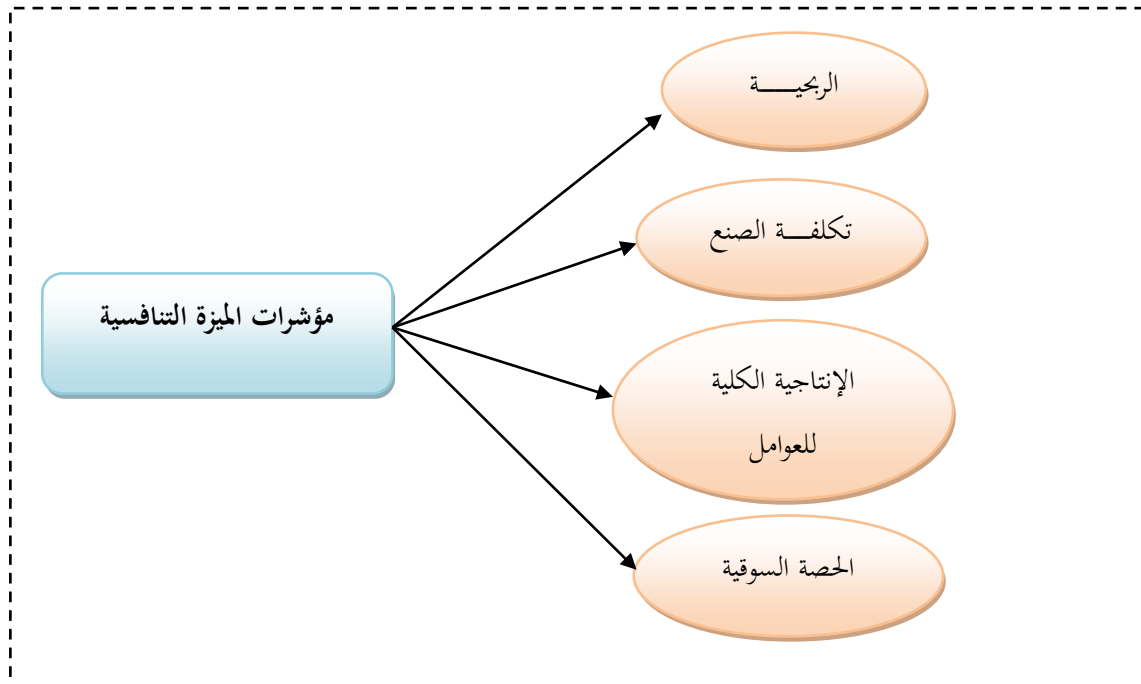 الربحيـــــة
تكلفـــة الصنع
مؤشرات الميزة التنافسية
الإنتاجية الكلية
للعوامل
الحصة السوقية